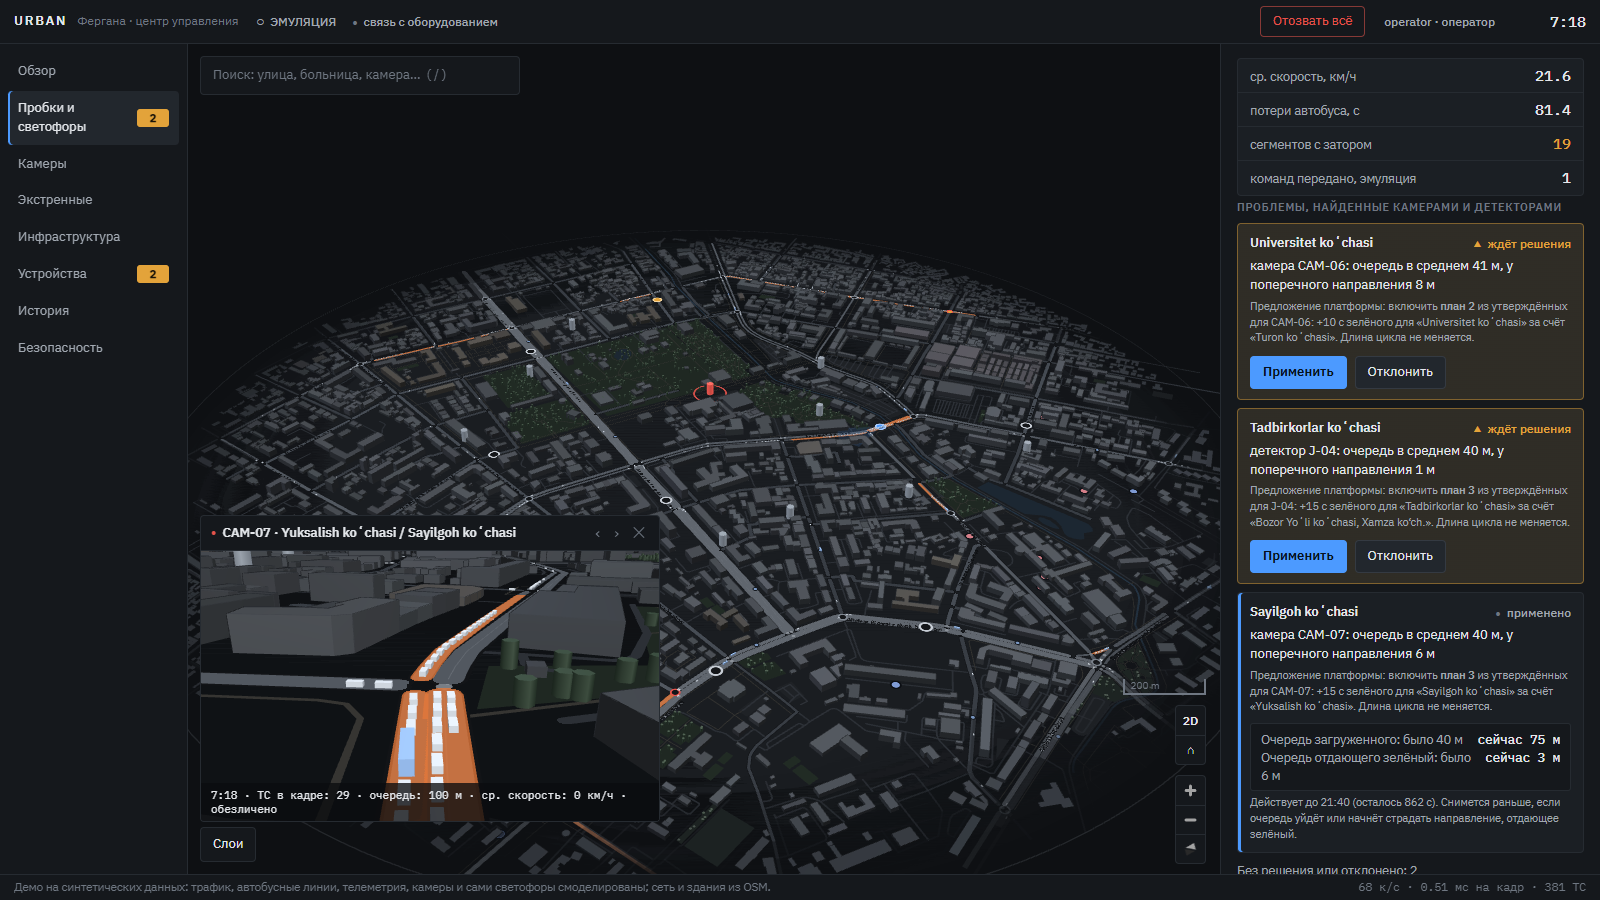 URBAN Фергана · центр управления ЭМУЛЯЦИЯ связь с оборудованием
Отозвать всё operator · оператор 7:18
Обзор
Пробки и
светофоры 2
Камеры
Экстренные
Инфраструктура
Устройства 2
История
Безопасность
Поиск: улица, больница, камера... (/)
CAM-07 · Yuksalish koʻchasi / Sayilgoh koʻchasi
7:18 · ТС в кадре: 29 · очередь: 100 м · ср. скорость: 0 км/ч ·
обезличено
Слои
200 m
2D
ср. скорость, км/ч 21.6
потери автобуса, с 81.4
сегментов с затором 19
команд передано, эмуляция 1
ПРОБЛЕМЫ, НАЙДЕННЫЕ КАМЕРАМИ И ДЕТЕКТОРАМИ
Universitet koʻchasi ▲ ждёт решения
камера CAM-06: очередь в среднем 41 м, у
поперечного направления 8 м
Предложение платформы: включить план 2 из утверждённых
для CAM-06: +10 с зелёного для «Universitet koʻchasi» за счёт
«Turon koʻchasi». Длина цикла не меняется.
Применить Отклонить
Tadbirkorlar koʻchasi ▲ ждёт решения
детектор J-04: очередь в среднем 40 м, у
поперечного направления 1 м
Предложение платформы: включить план 3 из утверждённых
для J-04: +15 с зелёного для «Tadbirkorlar koʻchasi» за счёт
«Bozor Yoʻli koʻchasi, Xamza ko'ch.». Длина цикла не меняется.
Применить Отклонить
Sayilgoh koʻchasi применено
камера CAM-07: очередь в среднем 40 м, у
поперечного направления 6 м
Предложение платформы: включить план 3 из утверждённых
для CAM-07: +15 с зелёного для «Sayilgoh koʻchasi» за счёт
«Yuksalish koʻchasi». Длина цикла не меняется.
Очередь загруженного: было 40 м сейчас 75 м
Очередь отдающего зелёный: было сейчас 3 м
6 м
Действует до 21:40 (осталось 862 с). Снимется раньше, если
очередь уйдёт или начнёт страдать направление, отдающее
зелёный.
Без решения или отклонено: 2
Демо на синтетических данных: трафик, автобусные линии, телеметрия, камеры и сами светофоры смоделированы; сеть и здания из OSM.
68 к/с · 0.51 мс на кадр · 381 ТС